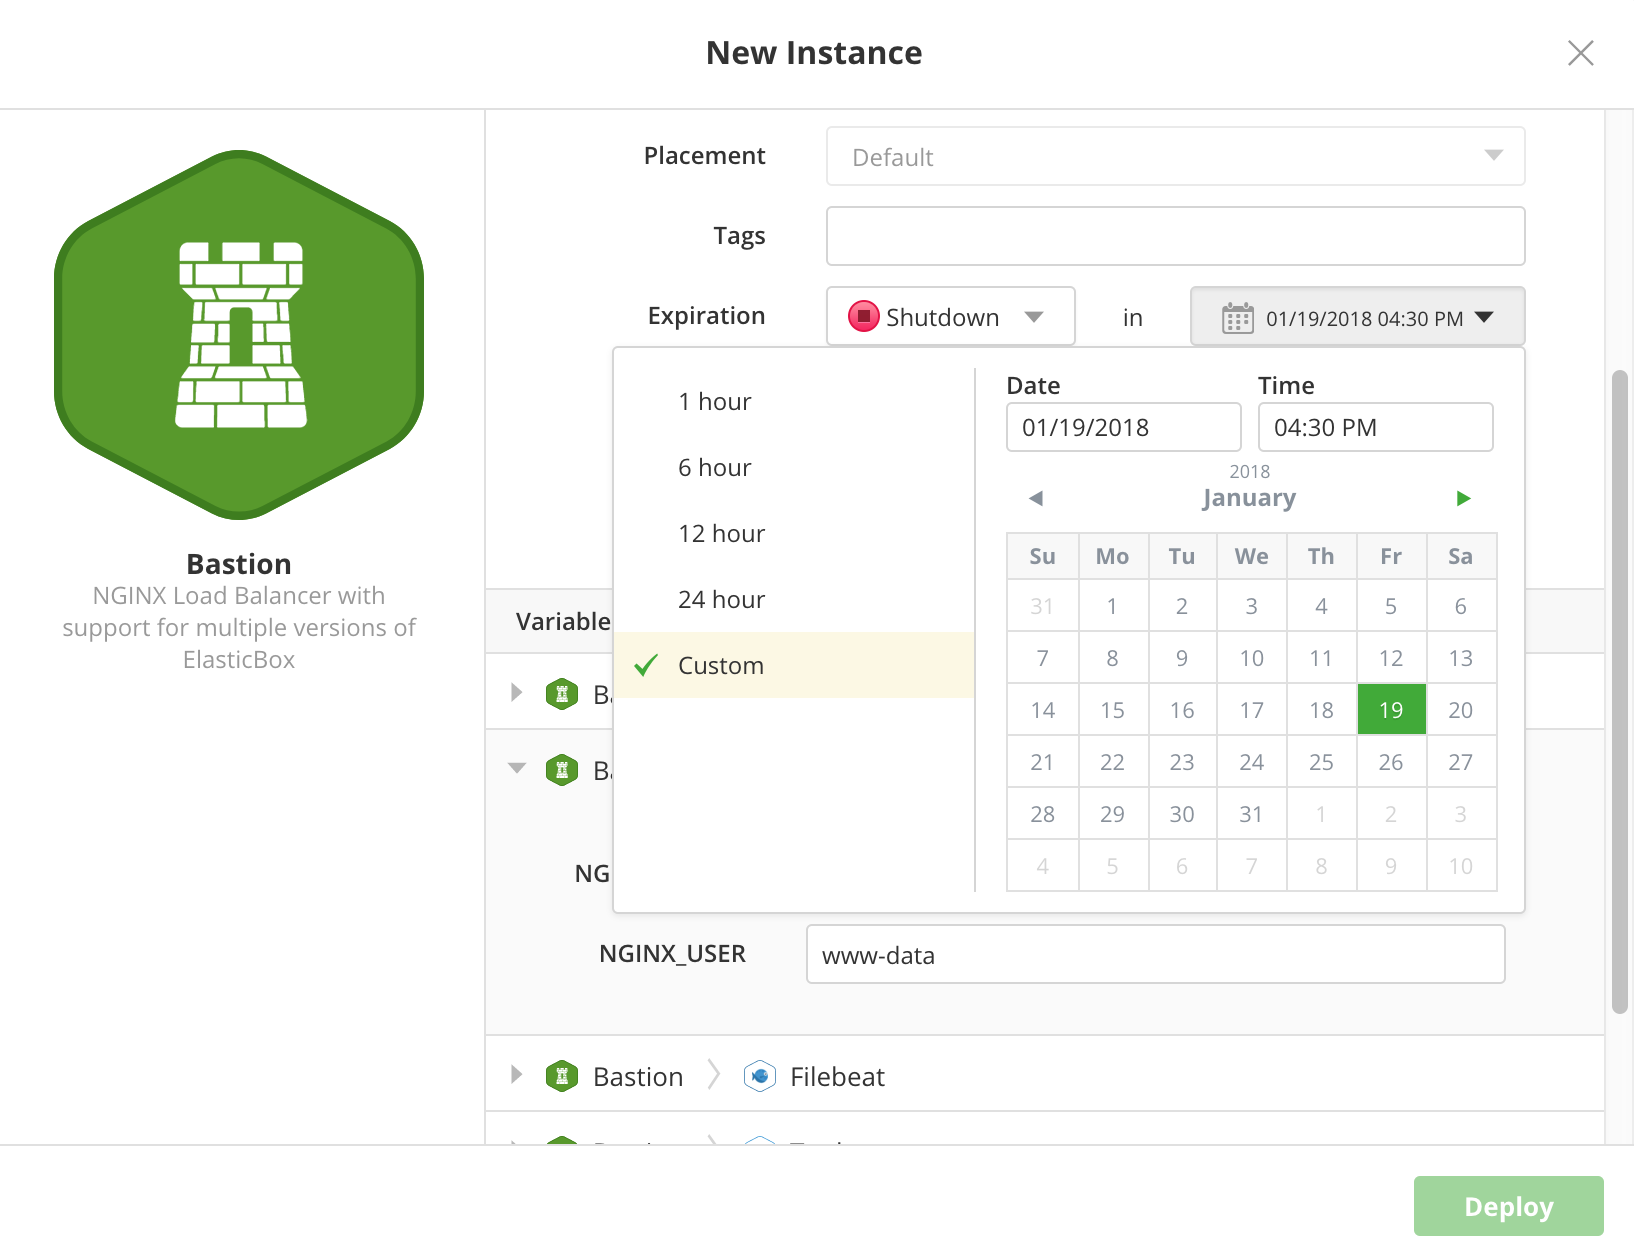 New Instance
Bastion
NGINX Load Balancer with
support for multiple versions of
ElasticBox
Placement
Default
Tags
Expiration
Shutdown
in
01/19/2018 04:30 PM
1 hour
6 hour
12 hour
24 hour
Custom
Date
Time
01/19/2018
04:30 PM
2018
January
Su Mo Tu We Th Fr Sa
31 1 2 3 4 5 6
7 8 9 10 11 12 13
14 15 16 17 18 19 20
21 22 23 24 25 26 27
28 29 30 31 1 2 3
4 5 6 7 8 9 10
Variable
Ba
Ba
NG
NGINX_USER
www-data
Bastion
Filebeat
Deploy